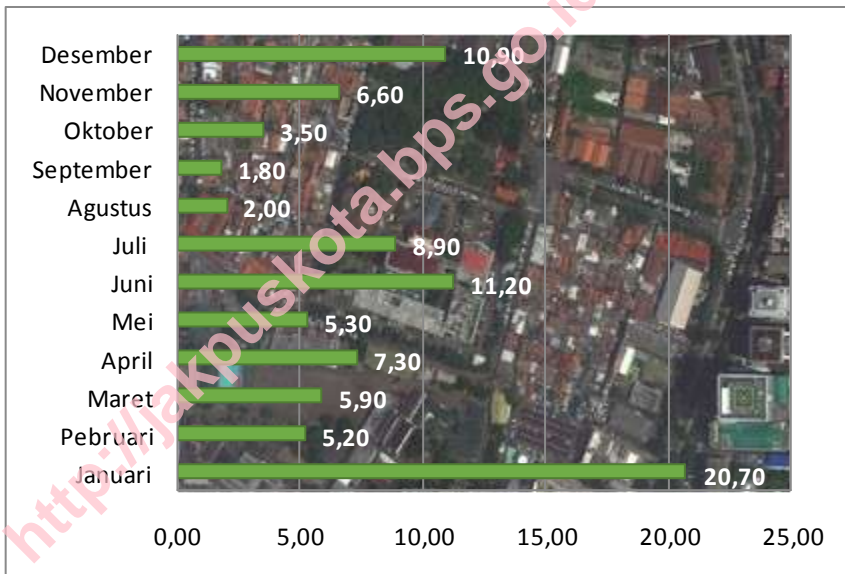 Desember 10,90
November 6,60
Oktober 3,50
September 1,80
Agustus 2,00
Juli 8,90
Juni 11,20
Mei 5,30
April 7,30
Maret 5,90
Pebruari 5,20
Januari 20,70
0,00 5,00 10,00 15,00 20,00 25,00
http://jakpuskota.bps.go.id